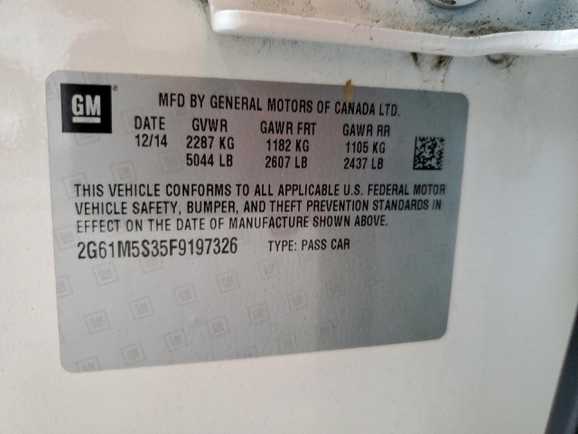 GM
MFD BY GENERAL MOTORS OF CANADA LTD.
DATE GVWR GAWR FRT GAWR RR
12/14 2287 KG 1182 KG 1105 KG
5044 LB 2607 LB 2437 LB
THIS VEHICLE CONFORMS TO ALL APPLICABLE U.S. FEDERAL MOTOR
VEHICLE SAFETY, BUMPER, AND THEFT PREVENTION STANDARDS IN
EFFECT ON THE DATE OF MANUFACTURE SHOWN ABOVE.
2G61M5S35F9197326 TYPE: PASS CAR